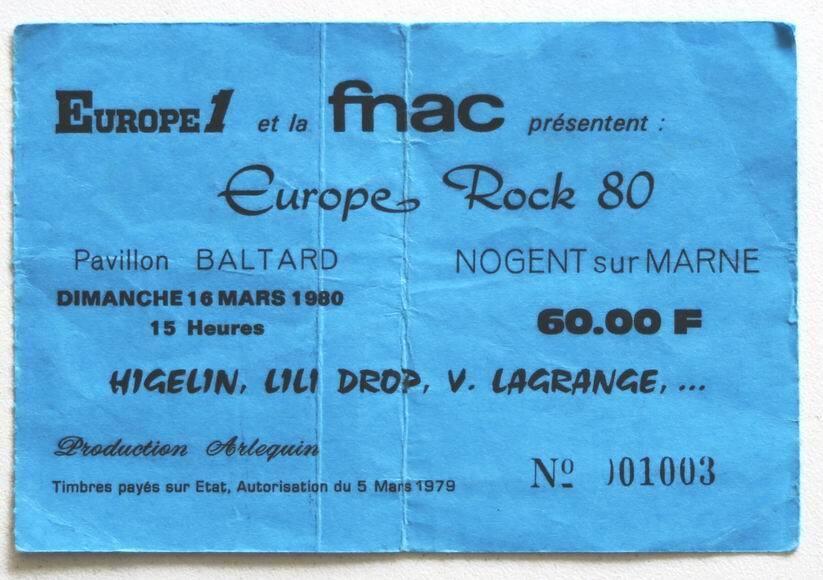 EUROPE 1 et la fnac présentent :
Europe Rock 80
Pavillon BALTARD
NOGENT sur MARNE
DIMANCHE 16 MARS 1980
15 Heures
60.00 F
HIGELIN, LILI DROP, V. LAGRANGE, ...
Production Arlequin
Timbres payés sur Etat, Autorisation du 5 Mars 1979
Nº 001003